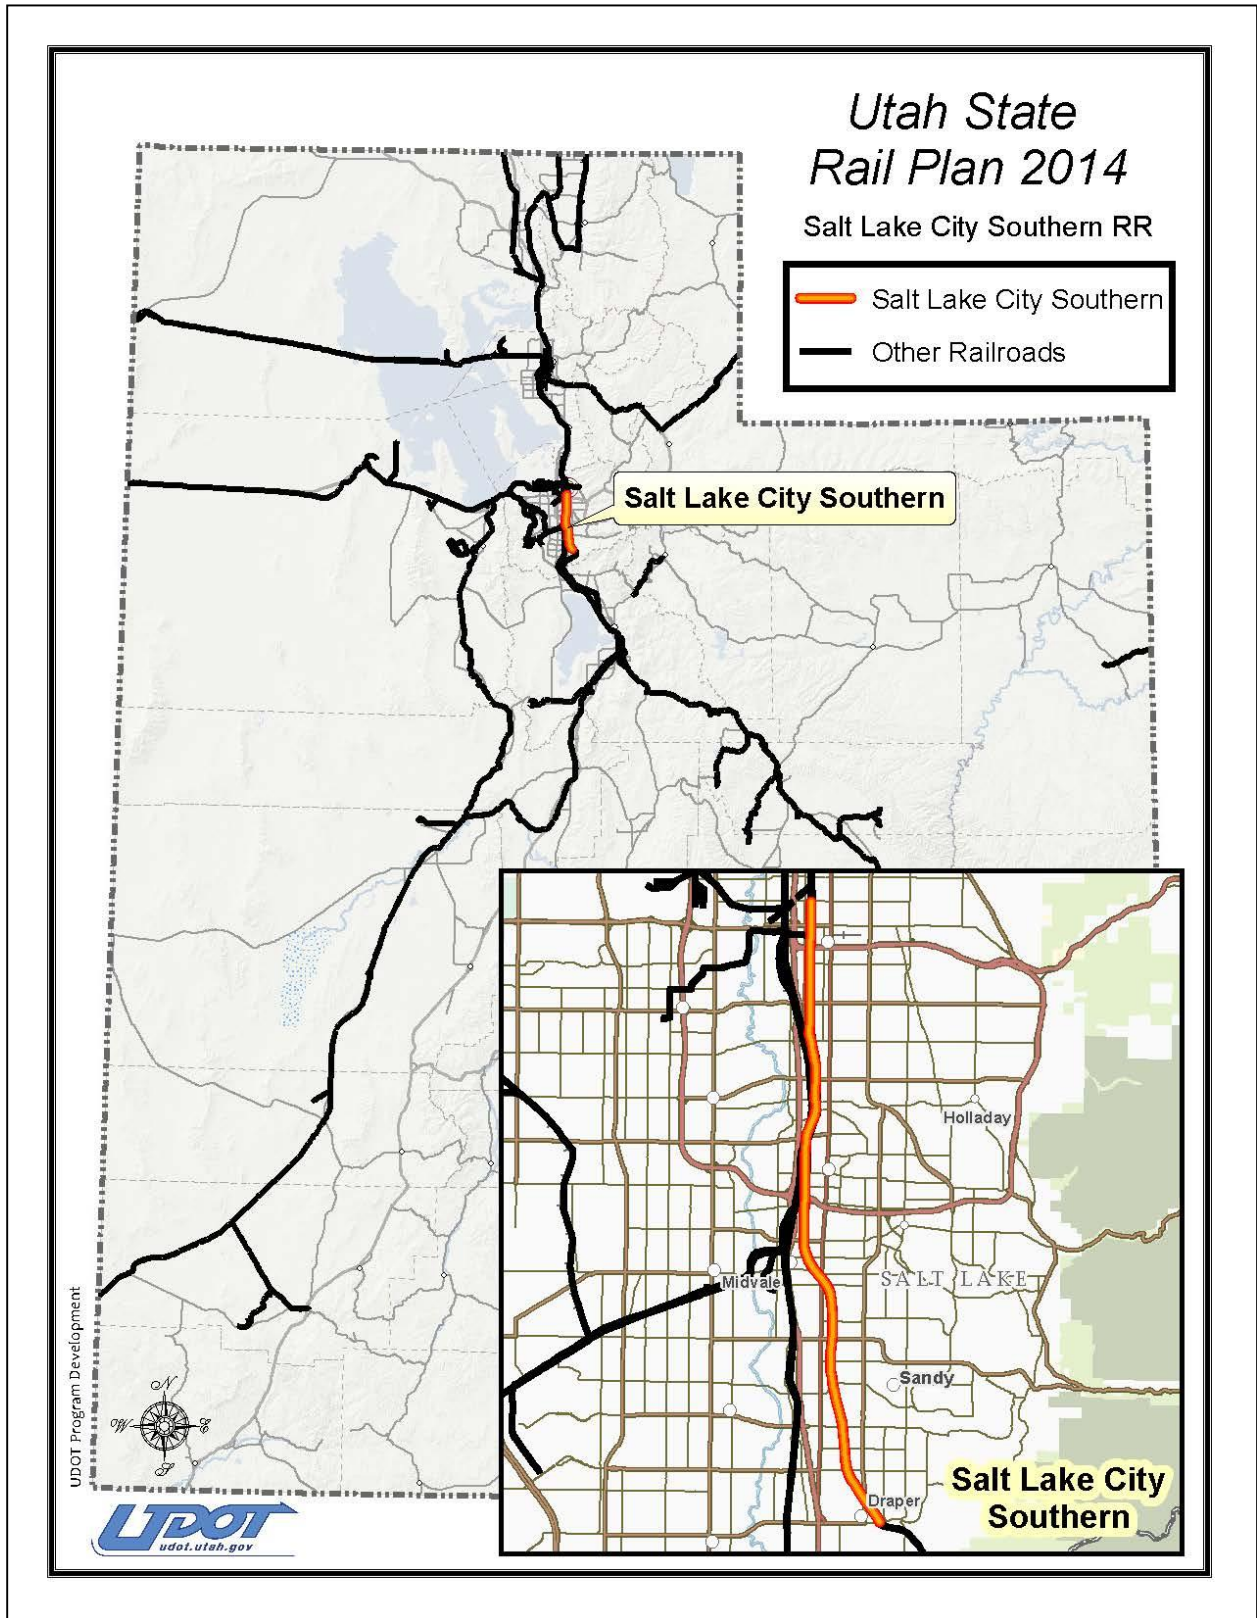 Utah State
Rail Plan 2014
Salt Lake City Southern RR
Salt Lake City Southern
Other Railroads
Salt Lake City Southern
Holladay
Midvale
SALT LAKE
Sandy
Draper
Salt Lake City
Southern
UDOT Program Development
N
W
E
S
UDOT
udot.utah.gov